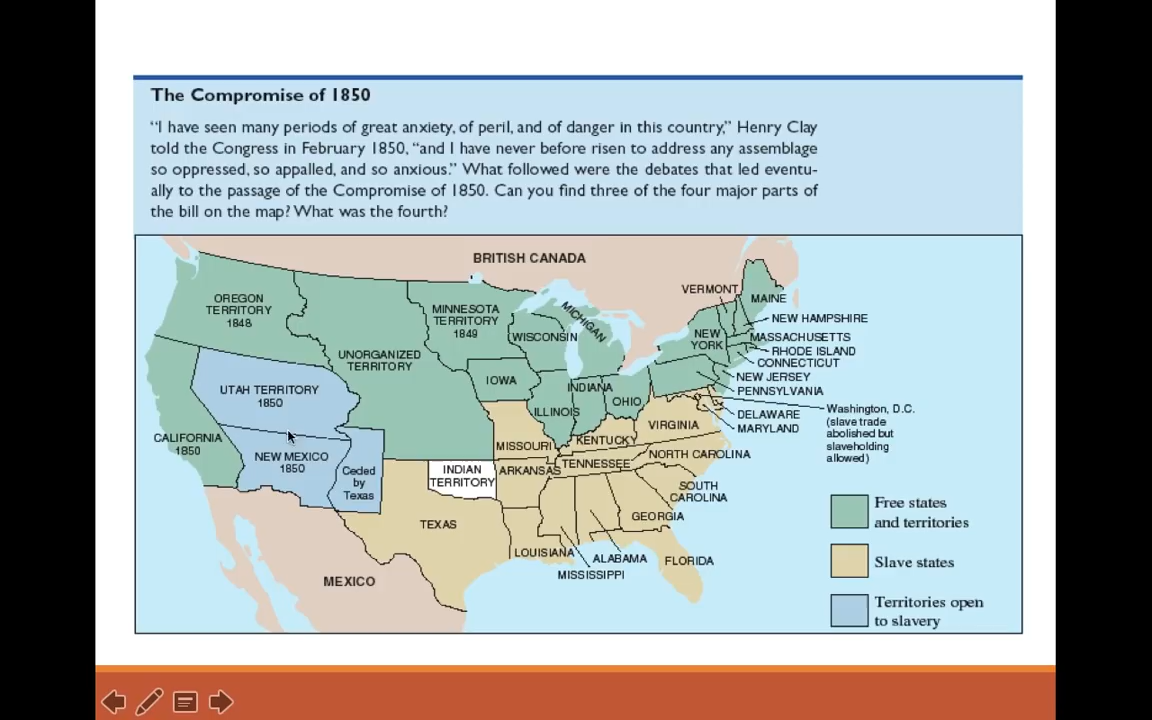 The Compromise of 1850
“I have seen many periods of great anxiety, of peril, and of danger in this country,” Henry Clay
told the Congress in February 1850, “and I have never before risen to address any assemblage
so oppressed, so appalled, and so anxious.” What followed were the debates that led eventu-
ally to the passage of the Compromise of 1850. Can you find three of the four major parts of
the bill on the map? What was the fourth?
BRITISH CANADA
OREGON
TERRITORY
1848
MINNESOTA
TERRITORY
1849
WISCONSIN
MICHIGAN
VERMONT
MAINE
NEW HAMPSHIRE
NEW
YORK
MASSACHUSETTS
RHODE ISLAND
CONNECTICUT
NEW JERSEY
PENNSYLVANIA
UNORGANIZED
TERRITORY
IOWA
ILLINOIS
INDIANA
OHIO
UTAH TERRITORY
1850
CALIFORNIA
1850
NEW MEXICO
1850
Ceded
by
Texas
MISSOURI
KENTUCKY
VIRGINIA
DELAWARE
MARYLAND
Washington, D.C.
(slave trade
abolished but
slaveholding
allowed)
INDIAN
TERRITORY
ARKANSAS
TENNESSEE
NORTH CAROLINA
SOUTH
CAROLINA
GEORGIA
TEXAS
LOUISIANA
MISSISSIPPI
ALABAMA
FLORIDA
MEXICO
Free states
and territories
Slave states
Territories open
to slavery